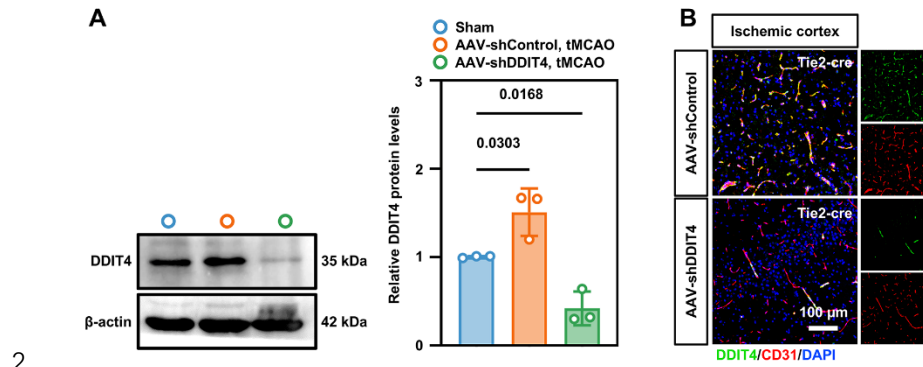 A
Sham
AAV-shControl, tMCAO
AAV-shDDIT4, tMCAO
DDIT4
35 kDa
β-actin
42 kDa
Relative DDIT4 protein levels
3
2
1
0
0.0168
0.0303
B
Ischemic cortex
AAV-shControl
Tie2-cre
AAV-shDDIT4
Tie2-cre
100 μm
DDIT4/CD31/DAPI
2